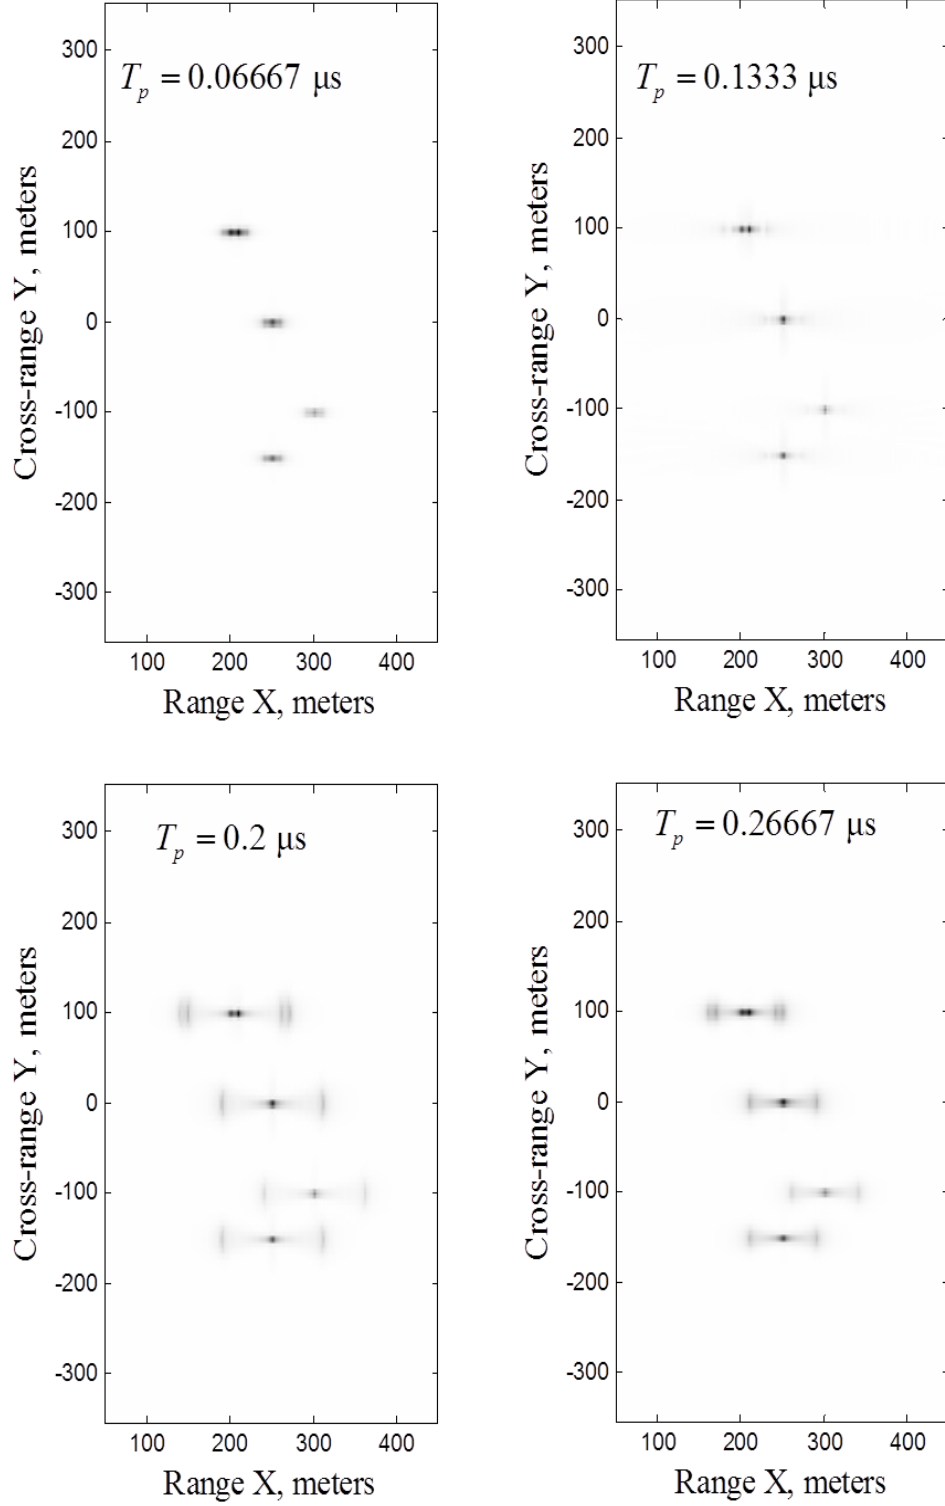 T_p = 0.06667 μs
300
200
100
0
-100
-200
-300
Cross-range Y, meters
100 200 300 400
Range X, meters
T_p = 0.1333 μs
300
200
100
0
-100
-200
-300
Cross-range Y, meters
100 200 300 400
Range X, meters
T_p = 0.2 μs
300
200
100
0
-100
-200
-300
Cross-range Y, meters
100 200 300 400
Range X, meters
T_p = 0.26667 μs
300
200
100
0
-100
-200
-300
Cross-range Y, meters
100 200 300 400
Range X, meters